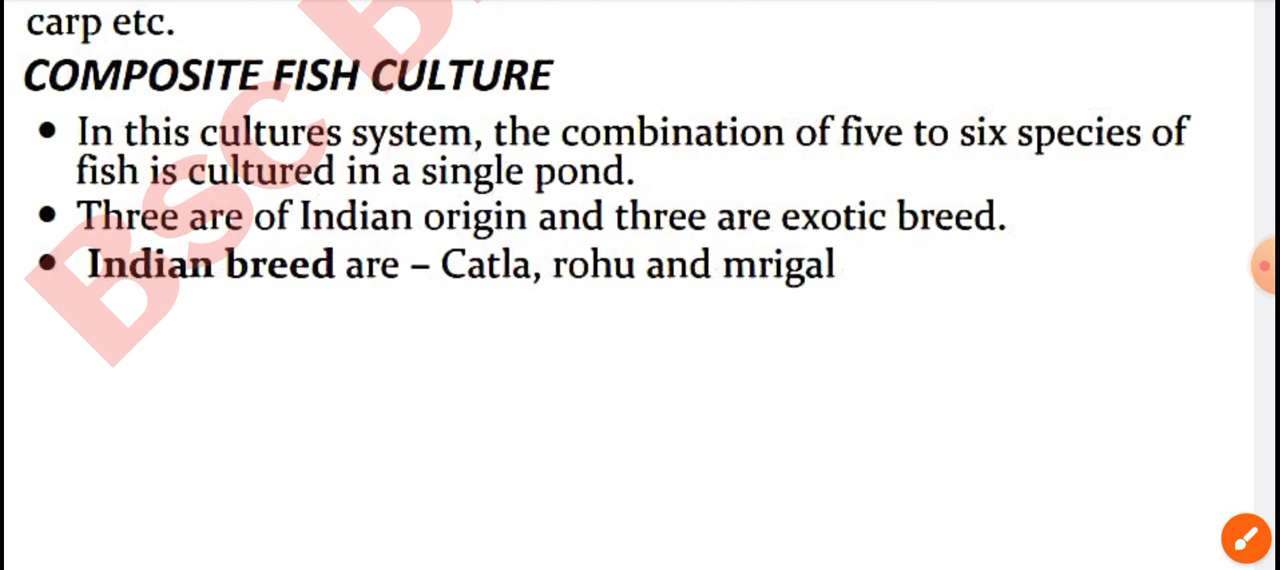 carp etc.
COMPOSITE FISH CULTURE
• In this cultures system, the combination of five to six species of
fish is cultured in a single pond.
• Three are of Indian origin and three are exotic breed.
• Indian breed are – Catla, rohu and mrigal
BSC B